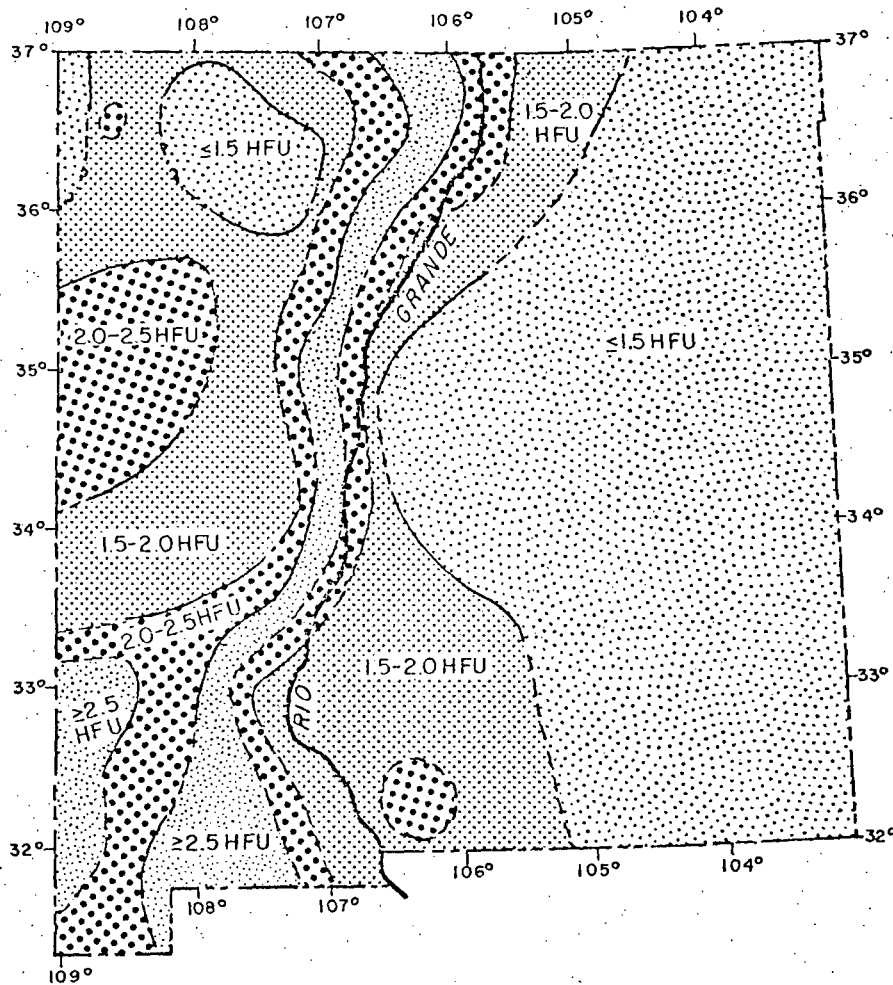 109° 108° 107° 106° 105° 104°
37° 37°
1.5-2.0
HFU
≤1.5 HFU
36° 36°
GRANDE
2.0-2.5HFU
≤1.5 HFU
35° 35°
34° 34°
1.5-2.0 HFU
2.0-2.5HFU
1.5-2.0 HFU
33° 33°
≥2.5
HFU
RIO
≥2.5 HFU
32° 32°
106° 105° 104°
108° 107°
109°